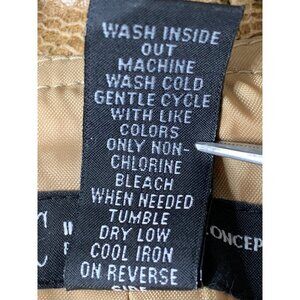 WASH INSIDE
OUT
MACHINE
WASH COLD
GENTLE CYCLE
WITH LIKE
COLORS
ONLY NON-
CHLORINE
BLEACH
WHEN NEEDED
TUMBLE
DRY LOW
COOL IRON
ON REVERSE
SIDE